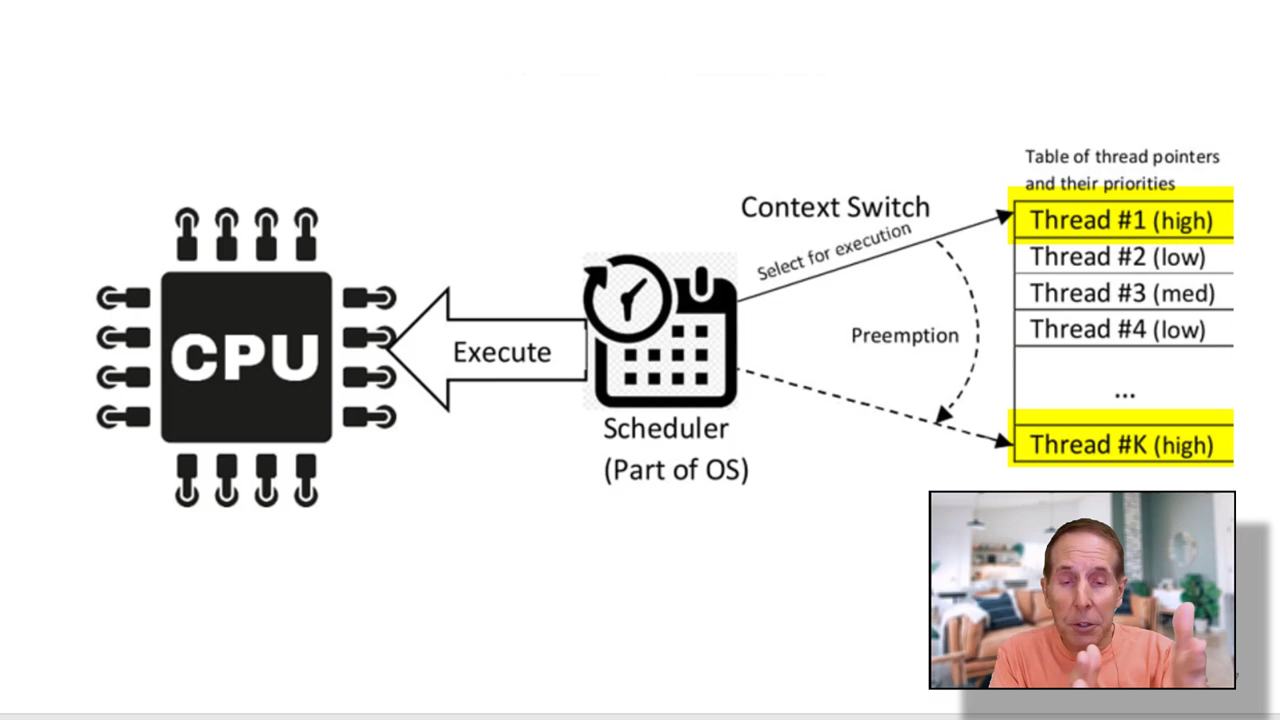 CPU
Execute
Scheduler
(Part of OS)
Context Switch
Select for execution
Preemption
Table of thread pointers
and their priorities
Thread #1 (high)
Thread #2 (low)
Thread #3 (med)
Thread #4 (low)
...
Thread #K (high)